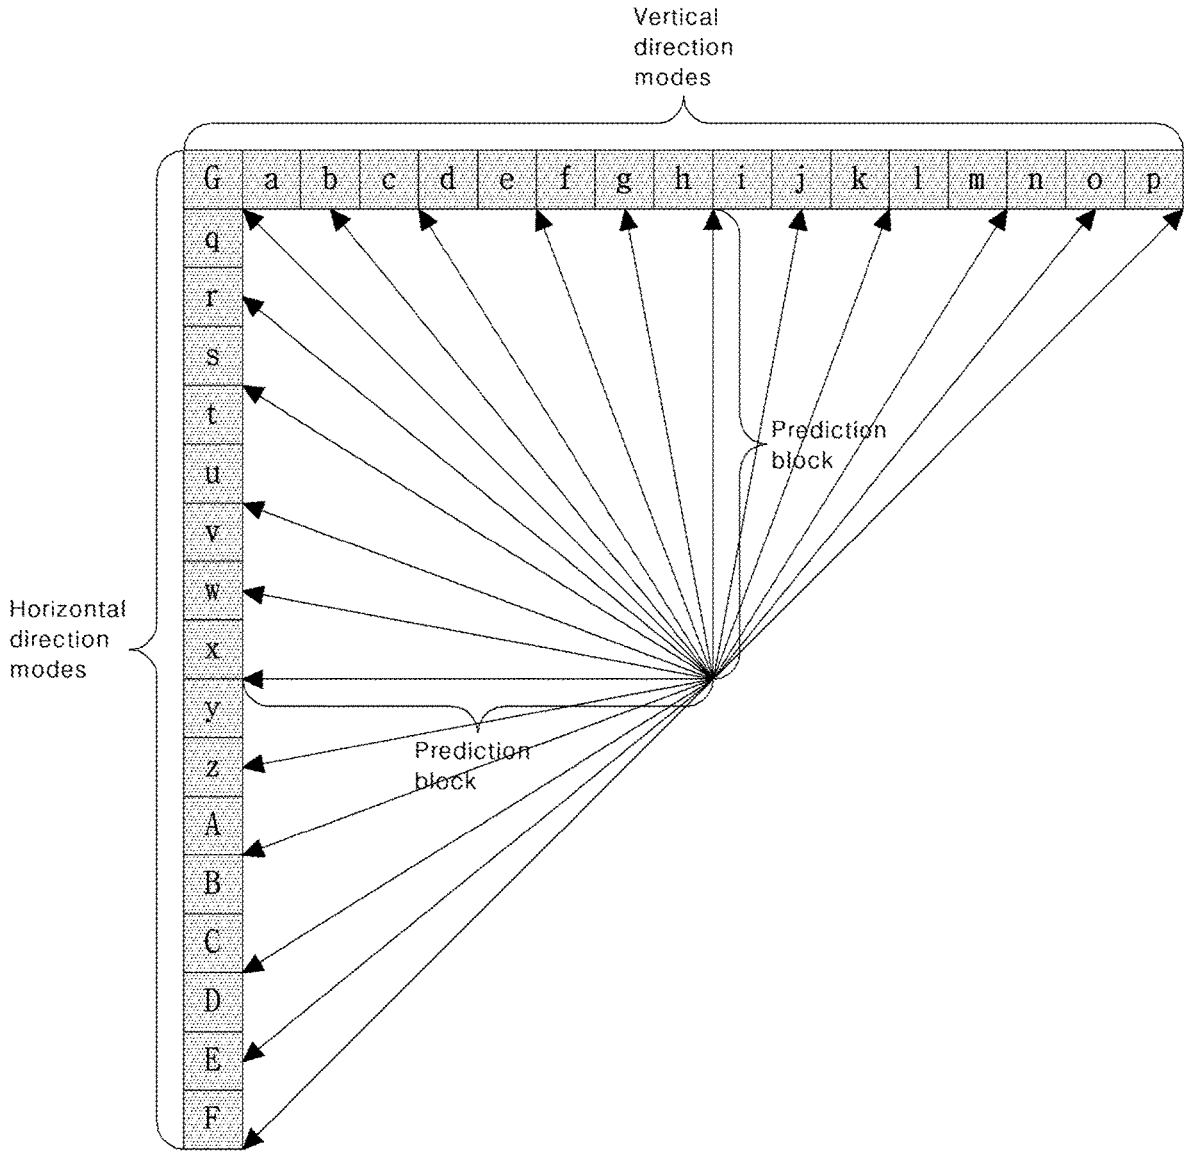 Vertical
direction
modes
G a b c d e f g h i j k l m n o p
q
r
s
t
Prediction
block
u
v
w
Horizontal
direction
modes
x
y
Prediction
block
z
A
B
C
D
E
F